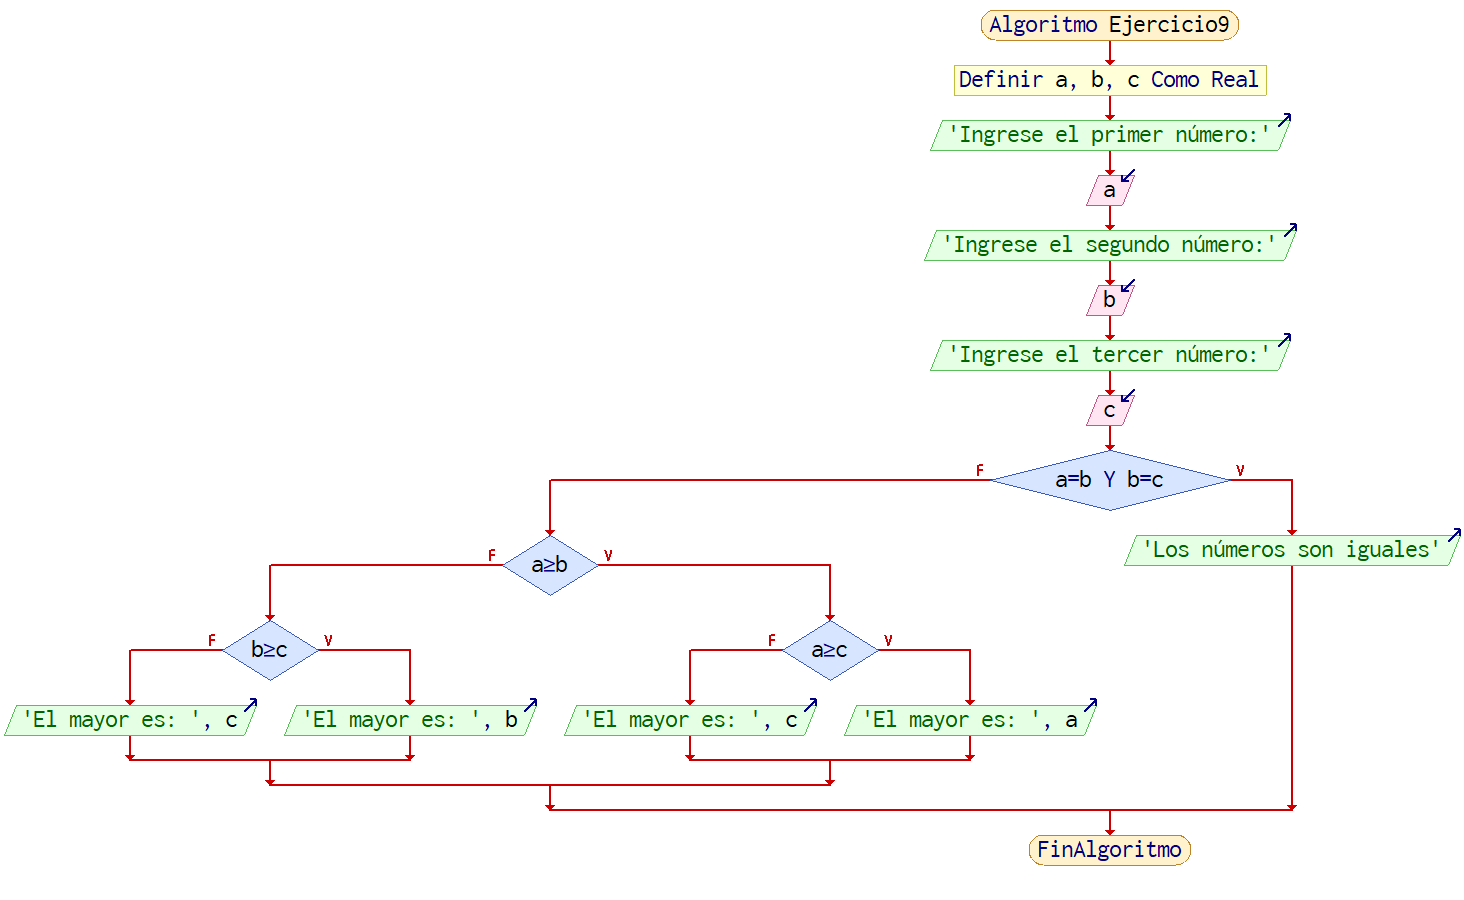 Algoritmo Ejercicio9
Definir a, b, c Como Real
'Ingrese el primer número:'
a
'Ingrese el segundo número:'
b
'Ingrese el tercer número:'
c
F
a=b Y b=c
V
F
a≥b
V
'Los números son iguales'
F
b≥c
V
F
a≥c
V
'El mayor es: ', c
'El mayor es: ', b
'El mayor es: ', c
'El mayor es: ', a
FinAlgoritmo